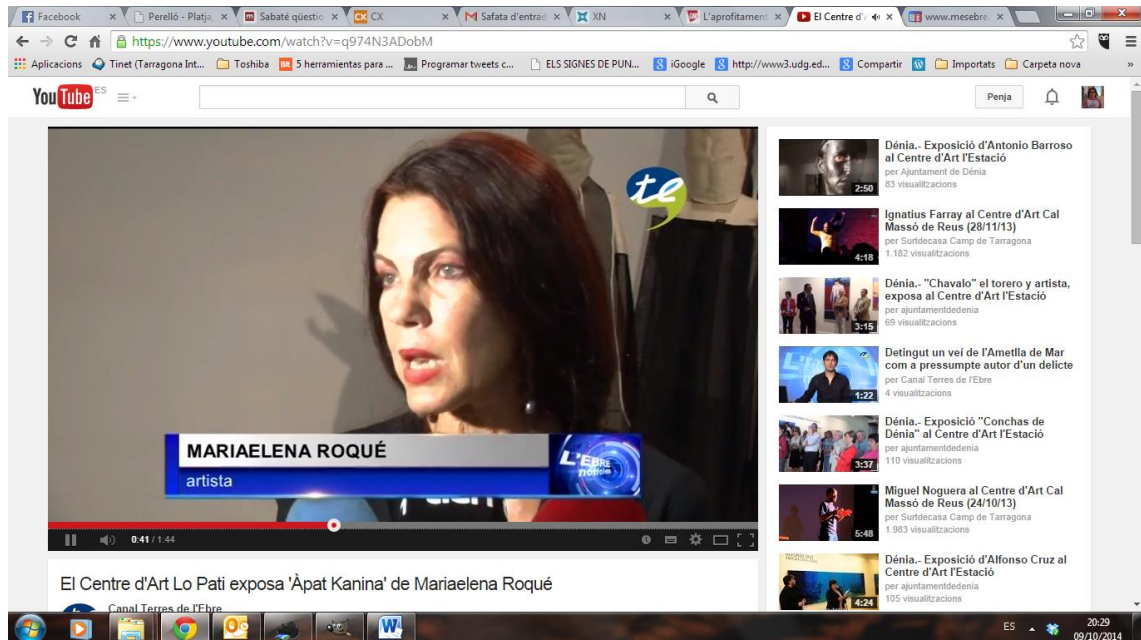 Facebook
Perelló - Platja,
Sabaté qüestio
CX
Safata d'entrad
XN
L'aprofitament
El Centre d'A
www.mesebre.
https://www.youtube.com/watch?v=q974N3ADobM
Aplicacions
Tinet (Tarragona Int...
Toshiba
5 herramientas para ...
Programar tweets c...
ELS SIGNES DE PUN...
iGoogle
http://www3.udg.ed...
Compartir
Importats
Carpeta nova
»
YouTube ES
Penja
te
MARIAELENA ROQUÉ
artista
L'EBRE
notícies
0:41 / 1:44
El Centre d'Art Lo Pati exposa 'Àpat Kanina' de Mariaelena Roqué
Canal Terres de l'Ebre
Dénia.- Exposició d'Antonio Barroso
al Centre d'Art l'Estació
per Ajuntament de Dénia
83 visualitzacions
2:50
Ignatius Farray al Centre d'Art Cal
Massó de Reus (28/11/13)
per Surtdecasa Camp de Tarragona
1.182 visualitzacions
4:18
Dénia.- "Chavalo" el torero y artista,
exposa al Centre d'Art l'Estació
per ajuntamentdedenia
69 visualitzacions
3:15
Detingut un veí de l'Ametlla de Mar
com a pressumpte autor d'un delicte
per Canal Terres de l'Ebre
4 visualitzacions
1:22
Dénia.- Exposició "Conchas de
Dénia" al Centre d'Art l'Estació
per ajuntamentdedenia
110 visualitzacions
3:37
Miguel Noguera al Centre d'Art Cal
Massó de Reus (24/10/13)
per Surtdecasa Camp de Tarragona
1.983 visualitzacions
5:48
Dénia.- Exposició d'Alfonso Cruz al
Centre d'Art l'Estació
per ajuntamentdedenia
105 visualitzacions
4:24
ES
20:29
09/10/2014